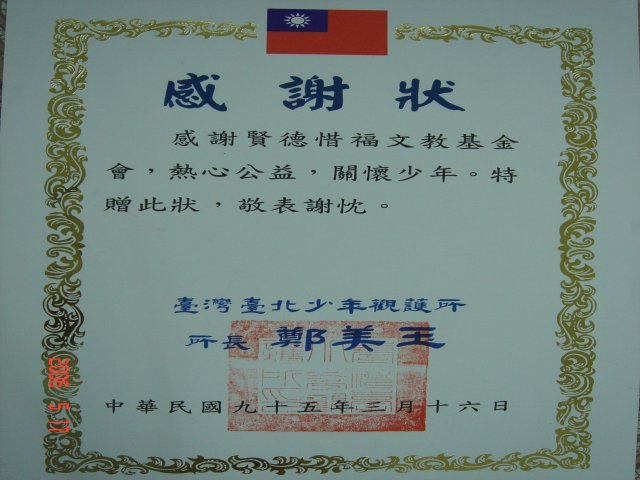 感謝狀
感謝賢德惜福文教基金
會，熱心公益，關懷少年。特
贈此狀，敬表謝忱。
臺灣臺北少年觀護所
所長 鄭美玉
中華民國九十五年三月十六日